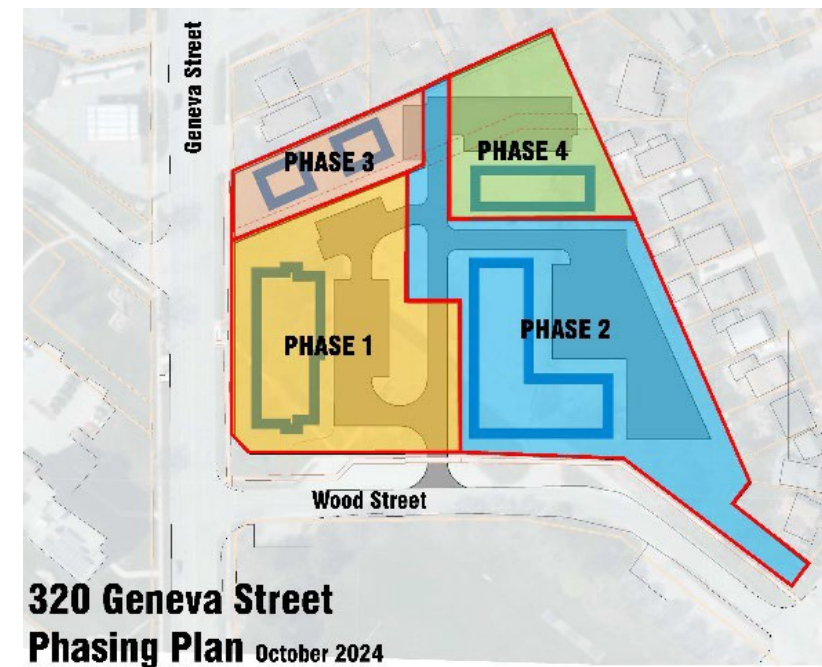 Geneva Street
PHASE 3
PHASE 4
PHASE 1
PHASE 2
Wood Street
320 Geneva Street
Phasing Plan October 2024